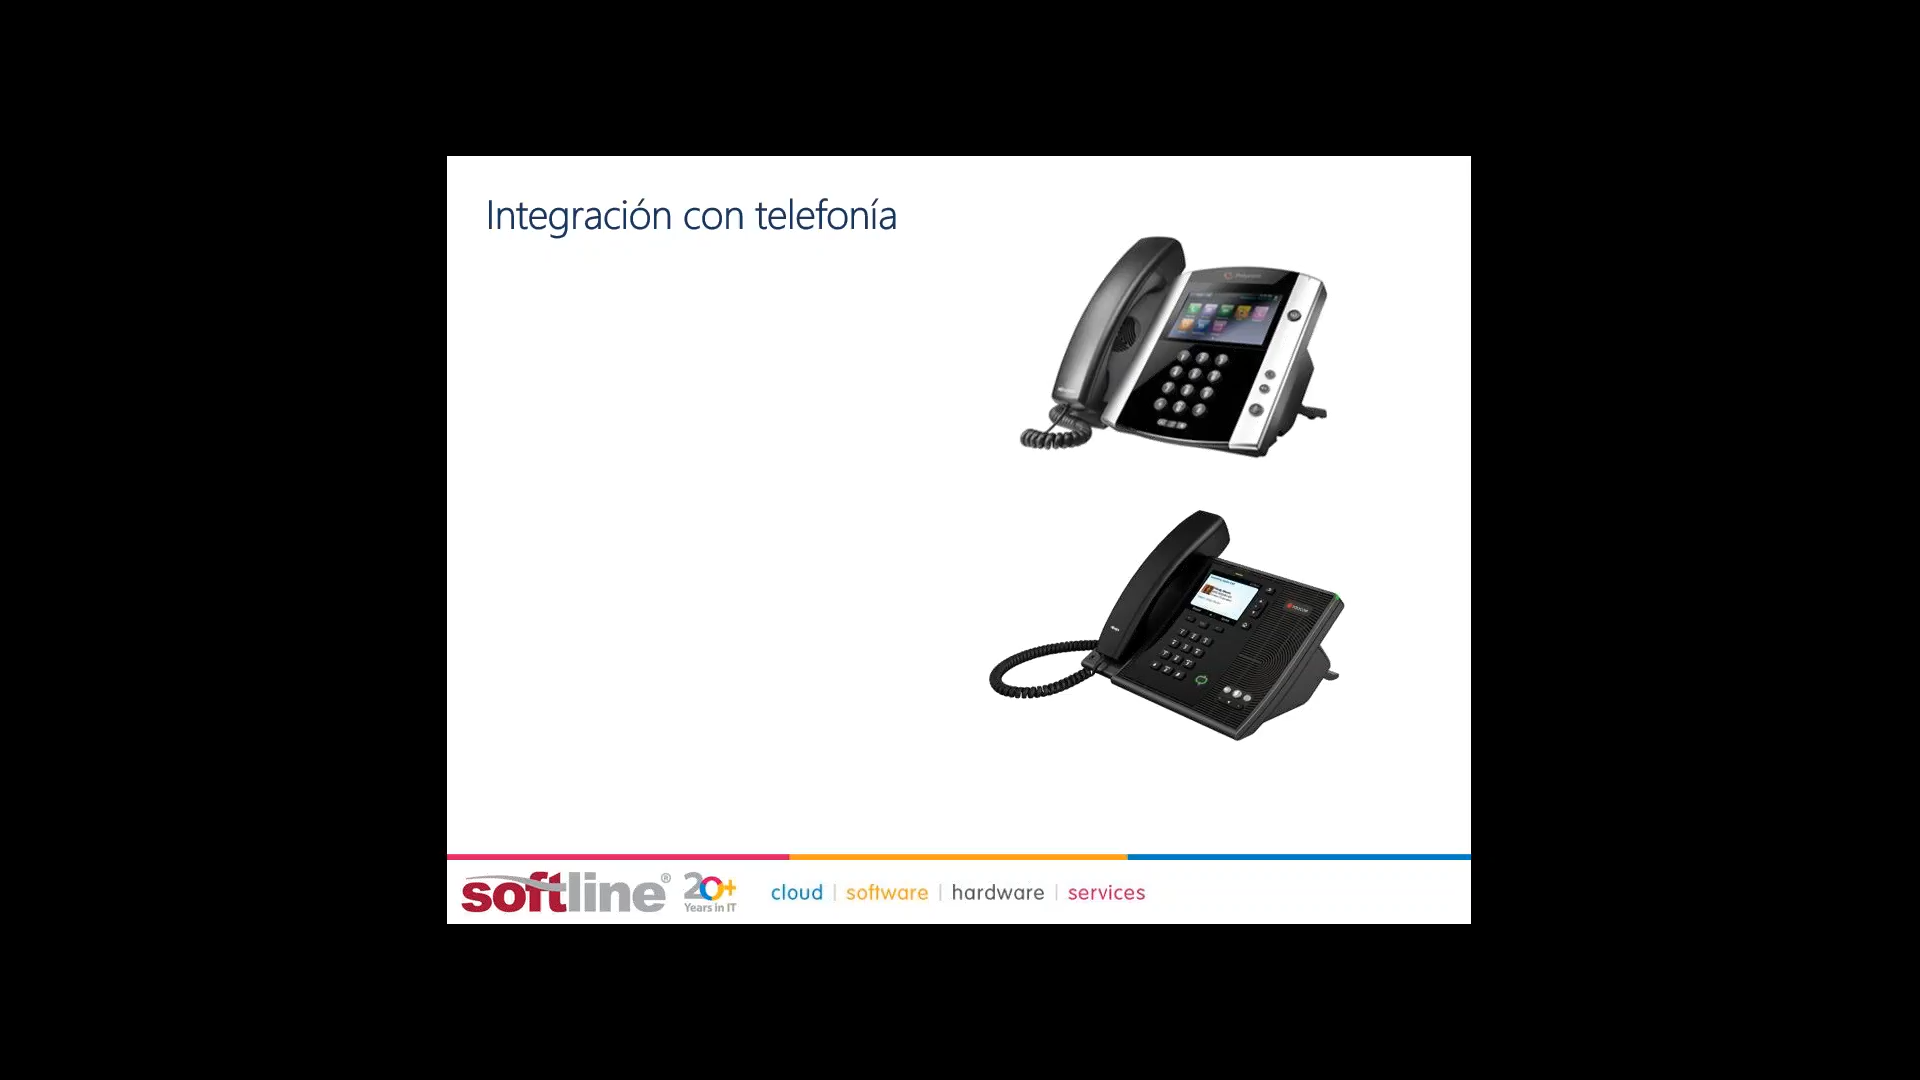 Integración con telefonía
softline® 20+ Years in IT
cloud | software | hardware | services